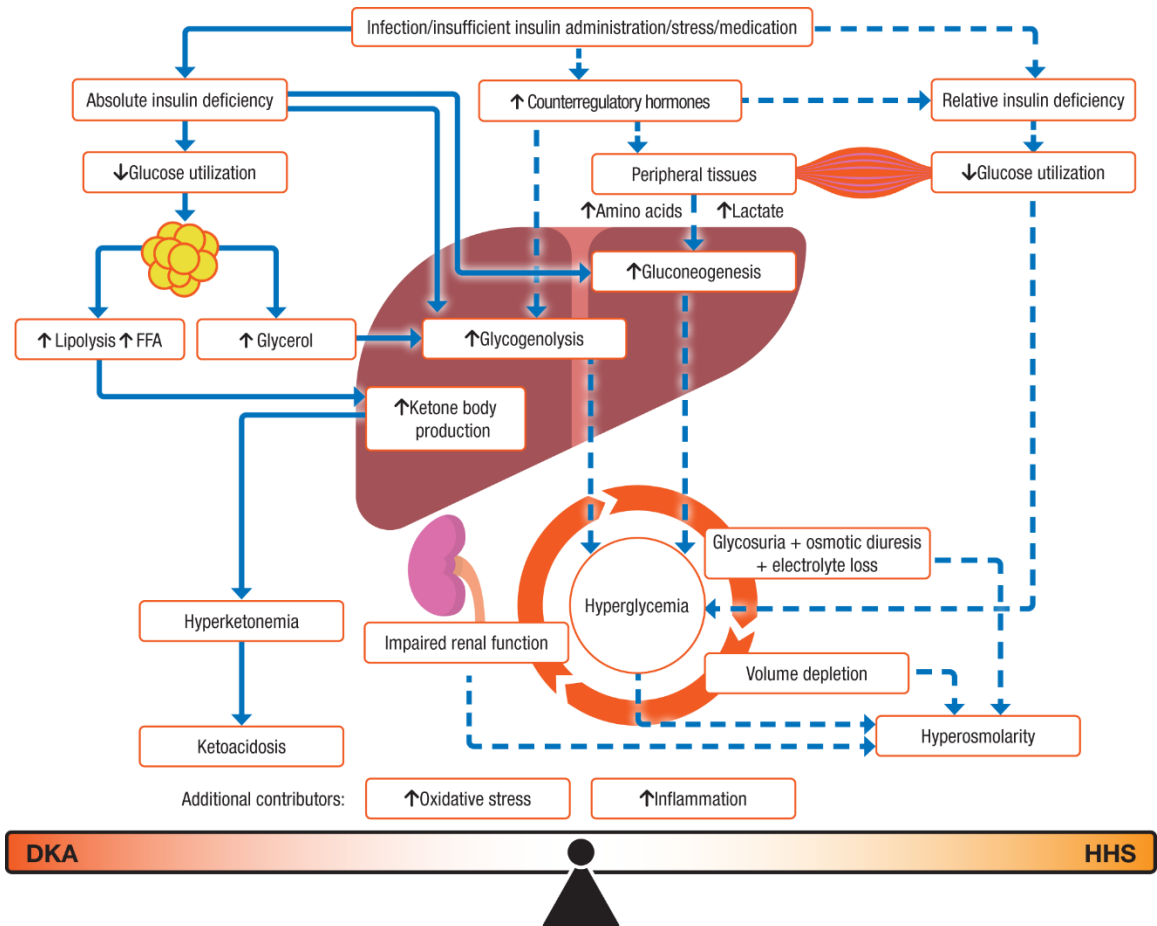 Infection/insufficient insulin administration/stress/medication
Absolute insulin deficiency
↑ Counterregulatory hormones
Relative insulin deficiency
↓Glucose utilization
Peripheral tissues
↓Glucose utilization
↑Amino acids
↑Lactate
↑Gluconeogenesis
↑ Lipolysis ↑ FFA
↑ Glycerol
↑Glycogenolysis
↑Ketone body
production
Glycosuria + osmotic diuresis
+ electrolyte loss
Hyperketonemia
Hyperglycemia
Impaired renal function
Volume depletion
Ketoacidosis
Hyperosmolarity
Additional contributors:
↑Oxidative stress
↑Inflammation
DKA
HHS